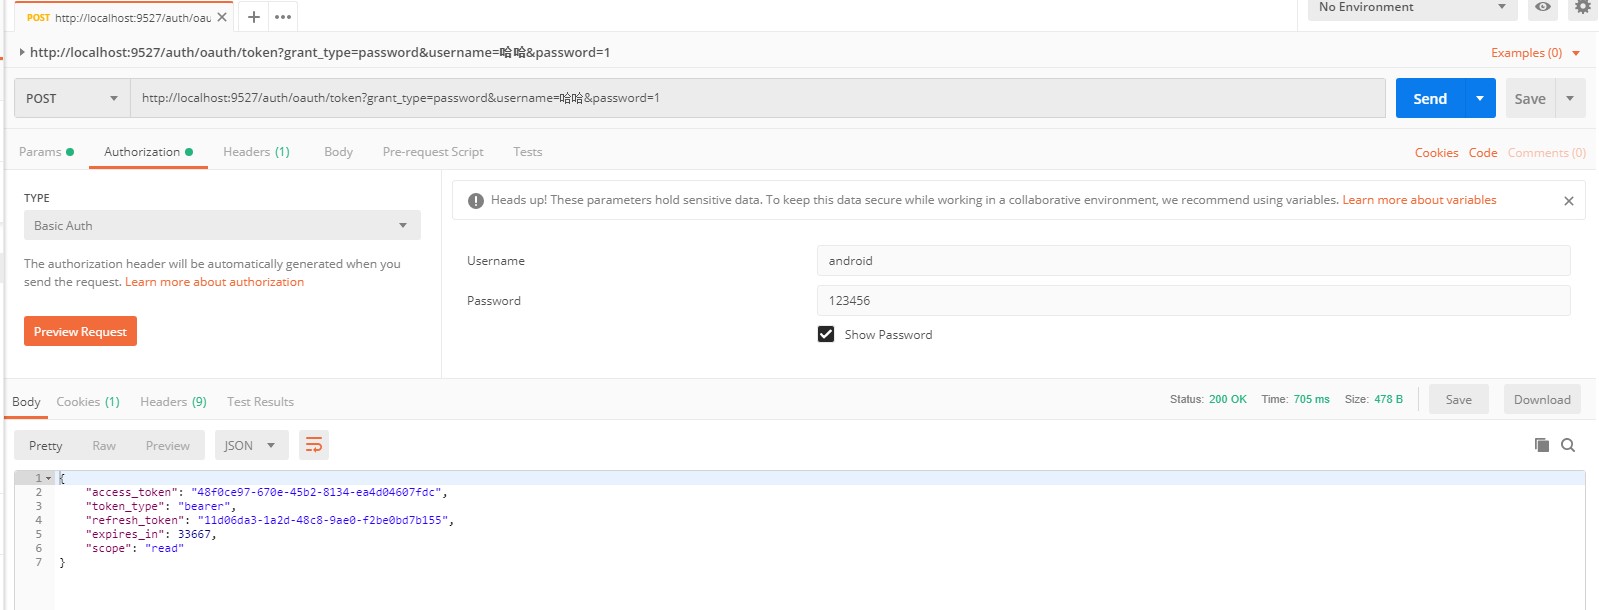 POST http://localhost:9527/auth/oau
No Environment
http://localhost:9527/auth/oauth/token?grant_type=password&username=哈哈&password=1
Examples (0)
POST
http://localhost:9527/auth/oauth/token?grant_type=password&username=哈哈&password=1
Send
Save
Params
Authorization
Headers (1)
Body
Pre-request Script
Tests
Cookies
Code
Comments (0)
TYPE
Basic Auth
The authorization header will be automatically generated when you
send the request. Learn more about authorization
Preview Request
Heads up! These parameters hold sensitive data. To keep this data secure while working in a collaborative environment, we recommend using variables. Learn more about variables
Username
android
Password
123456
Show Password
Body
Cookies (1)
Headers (9)
Test Results
Status: 200 OK
Time: 705 ms
Size: 478 B
Save
Download
Pretty
Raw
Preview
JSON
1 {
2 "access_token": "48f0ce97-670e-45b2-8134-ea4d04607fdc",
3 "token_type": "bearer",
4 "refresh_token": "11d06da3-1a2d-48c8-9ae0-f2be0bd7b155",
5 "expires_in": 33667,
6 "scope": "read"
7 }